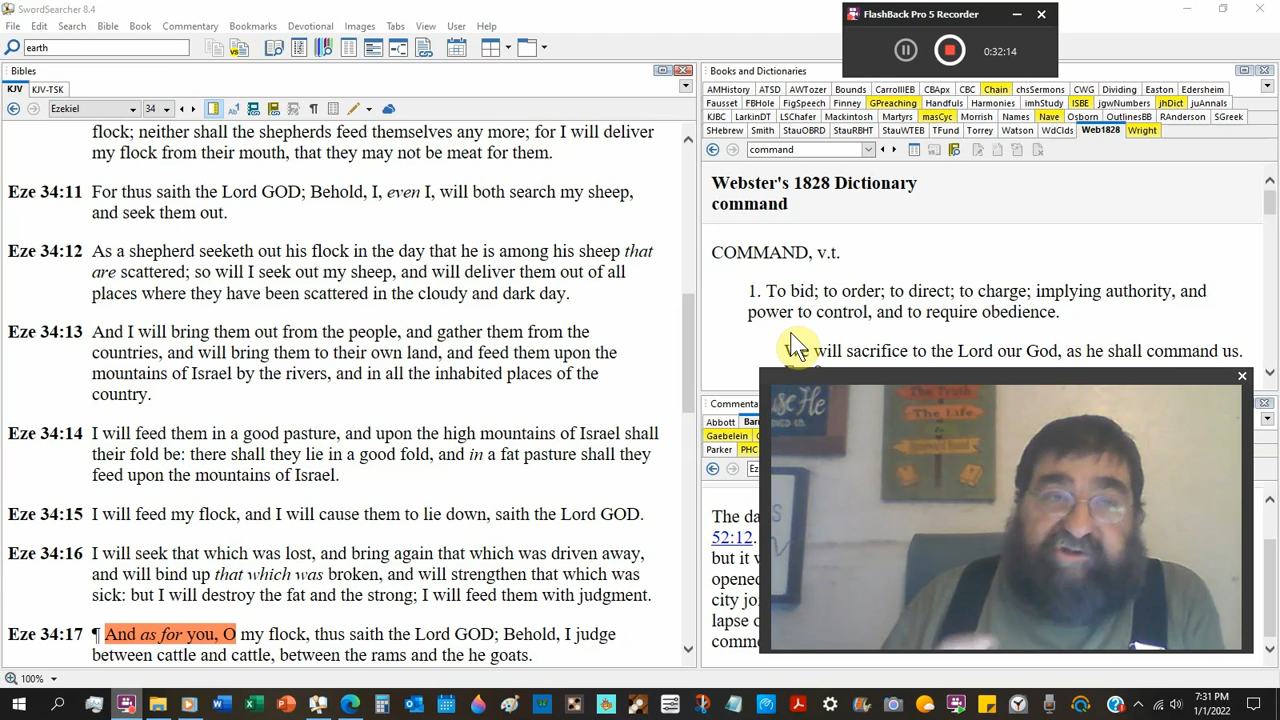 SwordSearcher 8.4
File Edit Search Bible Book Commentary Bookmarks Devotional Images Tabs View User Help
earth
FlashBack Pro 5 Recorder
0:32:14
Bibles
KJV KJV-TSK
Ezekiel 34
flock; neither shall the shepherds feed themselves any more; for I will deliver
my flock from their mouth, that they may not be meat for them.
Eze 34:11 For thus saith the Lord GOD; Behold, I, even I, will both search my sheep,
and seek them out.
Eze 34:12 As a shepherd seeketh out his flock in the day that he is among his sheep that
are scattered; so will I seek out my sheep, and will deliver them out of all
places where they have been scattered in the cloudy and dark day.
Eze 34:13 And I will bring them out from the people, and gather them from the
countries, and will bring them to their own land, and feed them upon the
mountains of Israel by the rivers, and in all the inhabited places of the
country.
Eze 34:14 I will feed them in a good pasture, and upon the high mountains of Israel shall
their fold be: there shall they lie in a good fold, and in a fat pasture shall they
feed upon the mountains of Israel.
Eze 34:15 I will feed my flock, and I will cause them to lie down, saith the Lord GOD.
Eze 34:16 I will seek that which was lost, and bring again that which was driven away,
and will bind up that which was broken, and will strengthen that which was
sick: but I will destroy the fat and the strong; I will feed them with judgment.
Eze 34:17 ¶ And as for you, O my flock, thus saith the Lord GOD; Behold, I judge
between cattle and cattle, between the rams and the he goats.
100%
Books and Dictionaries
AMHistory ATSD AWTozer Bounds CarrollIEB CBApx CBC Chain chsSermons CWG Dividing Easton Edersheim
Fausset FBHole FigSpeech Finney GPreaching Handfuls Harmonies imhStudy ISBE jgwNumbers jhDict juAnnals
KJBC LarkinDT LSChafer Mackintosh Martyrs masCyc Morrish Names Nave Osborn OutlinesBB RAnderson SGreek
SHebrew Smith StauOBRD StauRBHT StauWTEB TFund Torrey Watson WdClds Web1828 Wright
command
Webster's 1828 Dictionary
command
COMMAND, v.t.
1. To bid; to order; to direct; to charge; implying authority, and
power to control, and to require obedience.
We will sacrifice to the Lord our God, as he shall command us.
Commenta
Abbott Bar
Gaebelein
Parker PHC
Ez
The da
52:12.
but it v
opened
city jo
lapse o
comme
The Truth
The Life
7:31 PM
1/1/2022